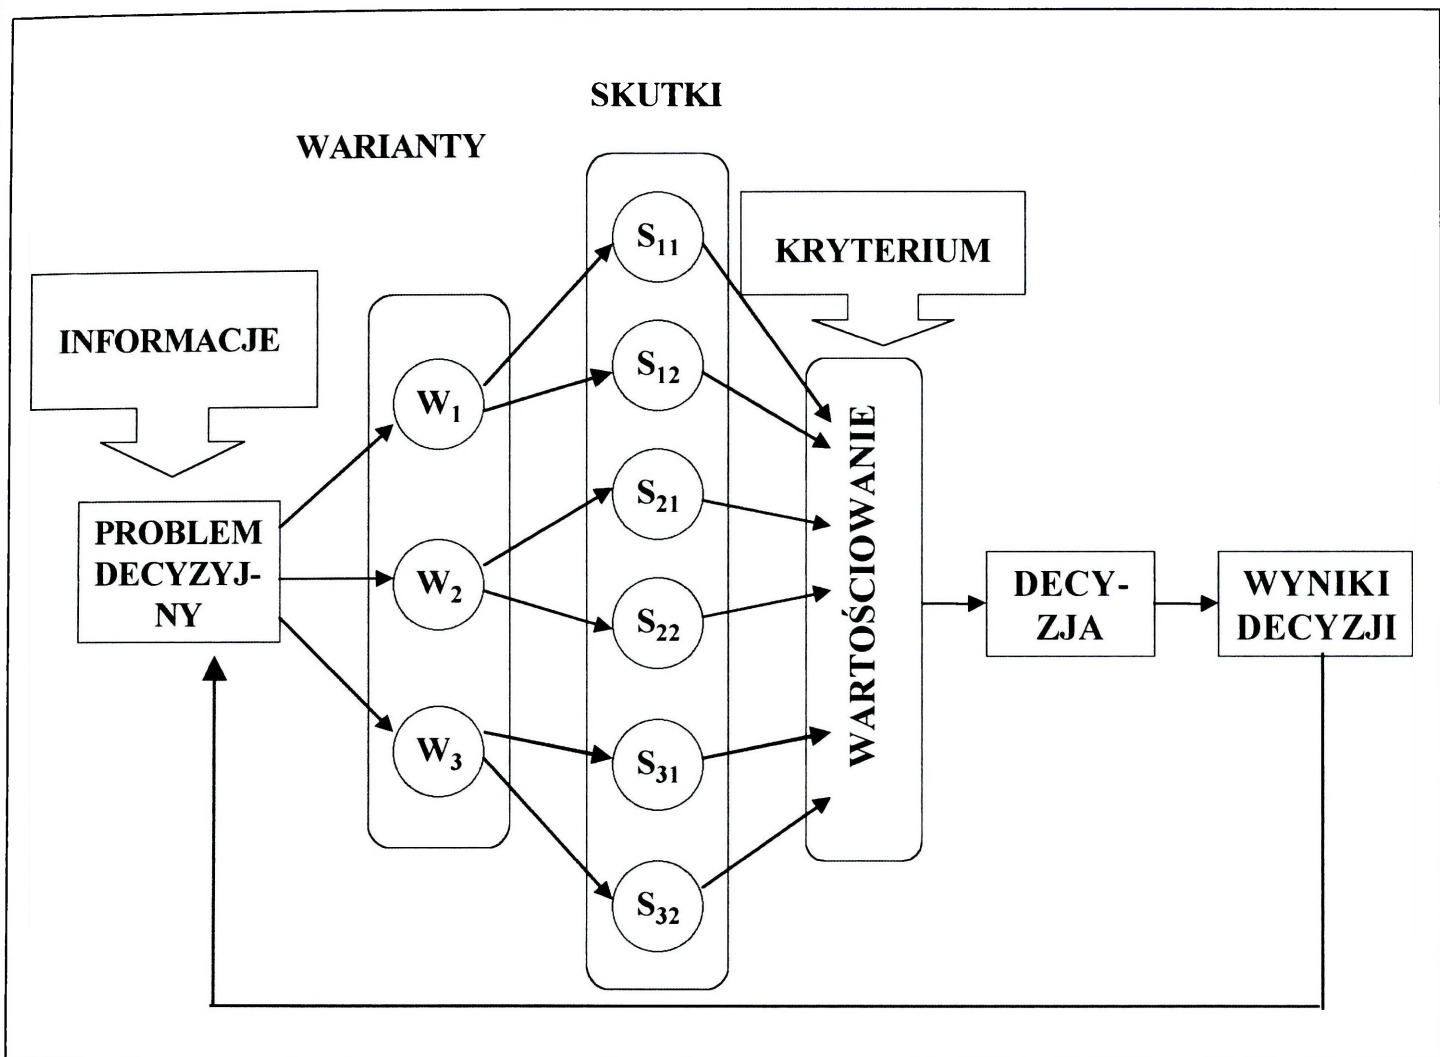 SKUTKI
WARIANTY
INFORMACJE
KRYTERIUM
PROBLEM
DECYZYJ-
NY
W1
W2
W3
S11
S12
S21
S22
S31
S32
WARTOŚCIOWANIE
DECY-
ZJA
WYNIKI
DECYZJI